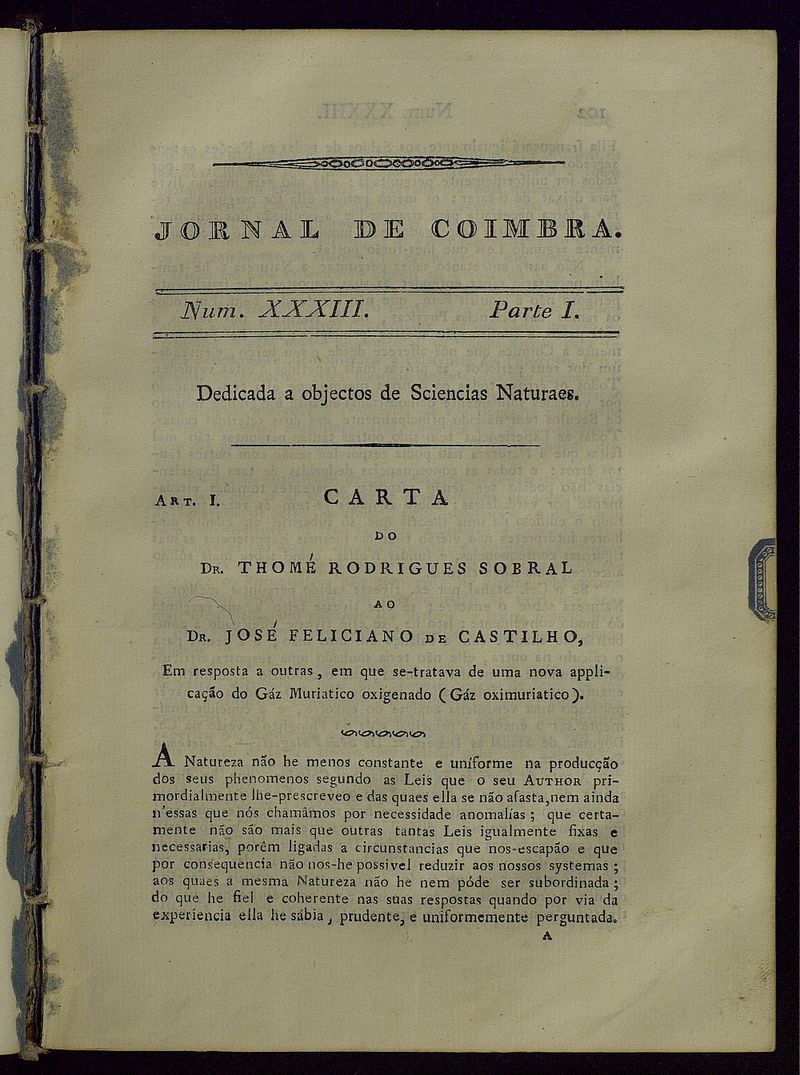 JORNAL DE COIMBRA.
Num. XXXIII. Parte I.
Dedicada a objectos de Sciencias Naturaes.
ART. I. CARTA
DO
DR. THOMÉ RODRIGUES SOBRAL
AO
DR. JOSÉ FELICIANO DE CASTILHO,
Em resposta a outras, em que se-tratava de uma nova appli-
cação do Gáz Muriatico oxigenado (Gáz oximuriatico).
A Natureza não he menos constante e uníforme na producção
dos seus phenomenos segundo as Leis que o seu AUTHOR pri-
mordialmente lhe-prescreveo e das quaes ella se não afasta,nem ainda
n'essas que nós chamâmos por necessidade anomalías; que certa-
mente não são mais que outras tantas Leis igualmente fixas e
necessarias, porêm ligadas a circunstancias que nos-escapão e que
por consequencia não nos-he possivel reduzir aos nossos systemas;
aos quaes a mesma Natureza não he nem póde ser subordinada;
do que he fiel e coherente nas suas respostas quando por via da
experiencia ella he sábia, prudente, e uniformemente perguntada.
A